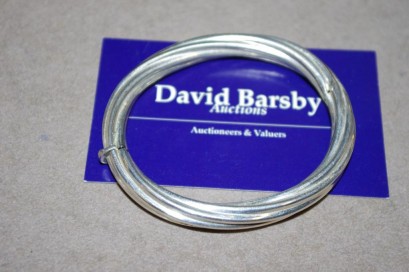 David Barsby
Auctions
Auctioneers & Valuers